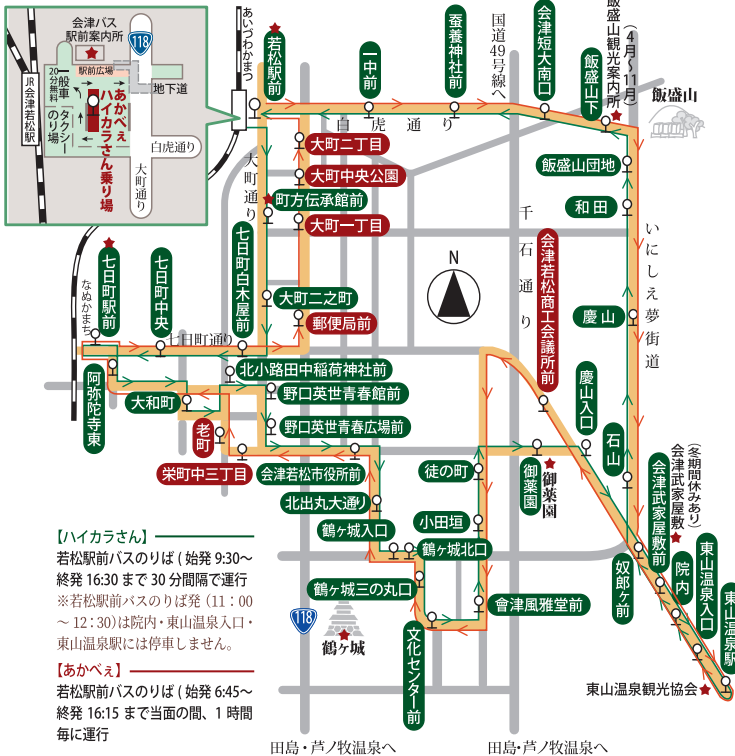 会津バス
駅前案内所
118
駅前広場
20分無料
一般車
タクシーのり場
あかべぇ
ハイカラさん乗り場
地下道
白虎通り
大町通り
JR会津若松駅
あいづわかまつ
若松駅前
一中前
蚕養神社前
国道49号線へ
会津短大南口
飯盛山下
飯盛山観光案内所
(4月～11月)
飯盛山
白虎通り
大町二丁目
大町中央公園
町方伝承館前
大町一丁目
大町通り
飯盛山団地
和田
千石通り
いにしえ夢街道
七日町駅前
七日町中央
七日町白木屋前
大町二之町
郵便局前
N
会津若松商工会議所前
慶山
なぬかまち
七日町通り
北小路田中稲荷神社前
野口英世青春館前
野口英世青春広場前
阿弥陀寺東
大和町
老町
栄町中三丁目
会津若松市役所前
徒の町
御薬園
御薬園
慶山入口
石山
会津武家屋敷前
会津武家屋敷
(冬期間休みあり)
北出丸大通り
鶴ヶ城入口
小田垣
鶴ヶ城北口
鶴ヶ城三の丸口
會津風雅堂前
奴郎ヶ前
院内
東山温泉入口
東山温泉駅
118
鶴ヶ城
文化センター前
東山温泉観光協会
田島・芦ノ牧温泉へ
田島・芦ノ牧温泉へ
【ハイカラさん】
若松駅前バスのりば ( 始発 9:30～
終発 16:30 まで 30 分間隔で運行
※若松駅前バスのりば発（11：00
～ 12：30）は院内・東山温泉入口・
東山温泉駅には停車しません。
【あかべぇ】
若松駅前バスのりば ( 始発 6:45～
終発 16:15 まで当面の間、1 時間
毎に運行